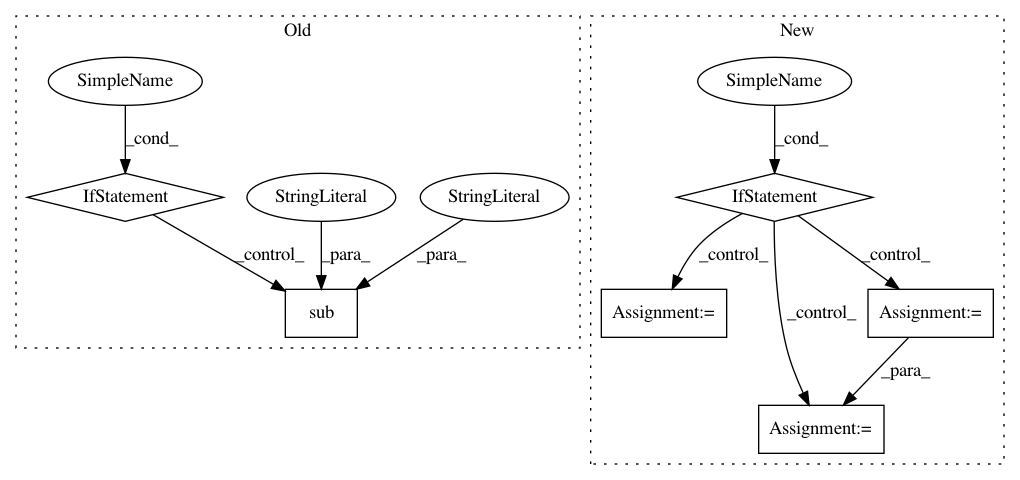 Old
New
SimpleName
SimpleName
_cond_
_cond_
IfStatement
StringLiteral
StringLiteral
IfStatement
_control_
_para_
_para_
_control_
_control_
_control_
sub
Assignment:=
Assignment:=
_para_
Assignment:=